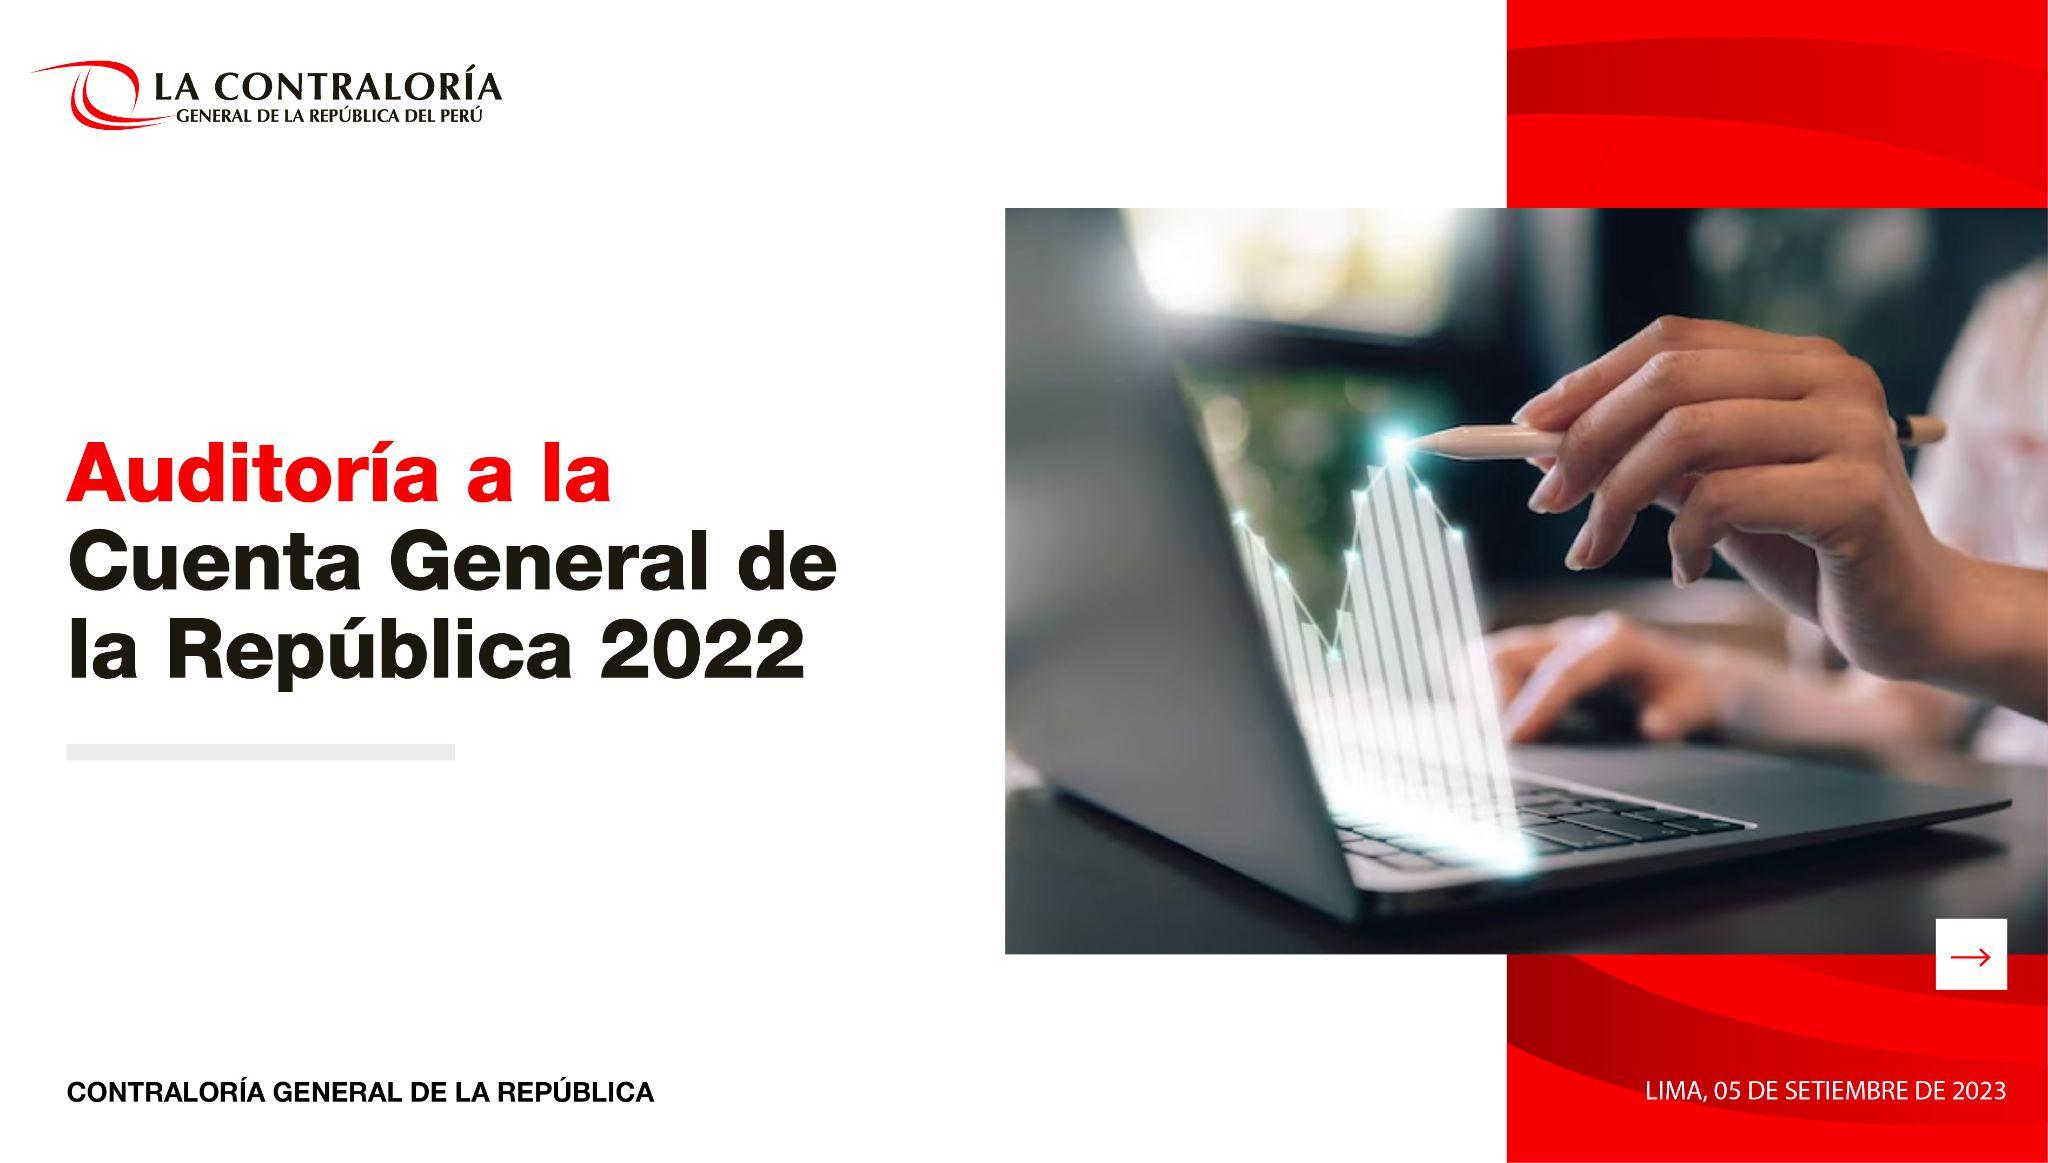 LA CONTRALORÍA
GENERAL DE LA REPÚBLICA DEL PERÚ
Auditoría a la
Cuenta General de
la República 2022
CONTRALORÍA GENERAL DE LA REPÚBLICA
LIMA, 05 DE SETIEMBRE DE 2023